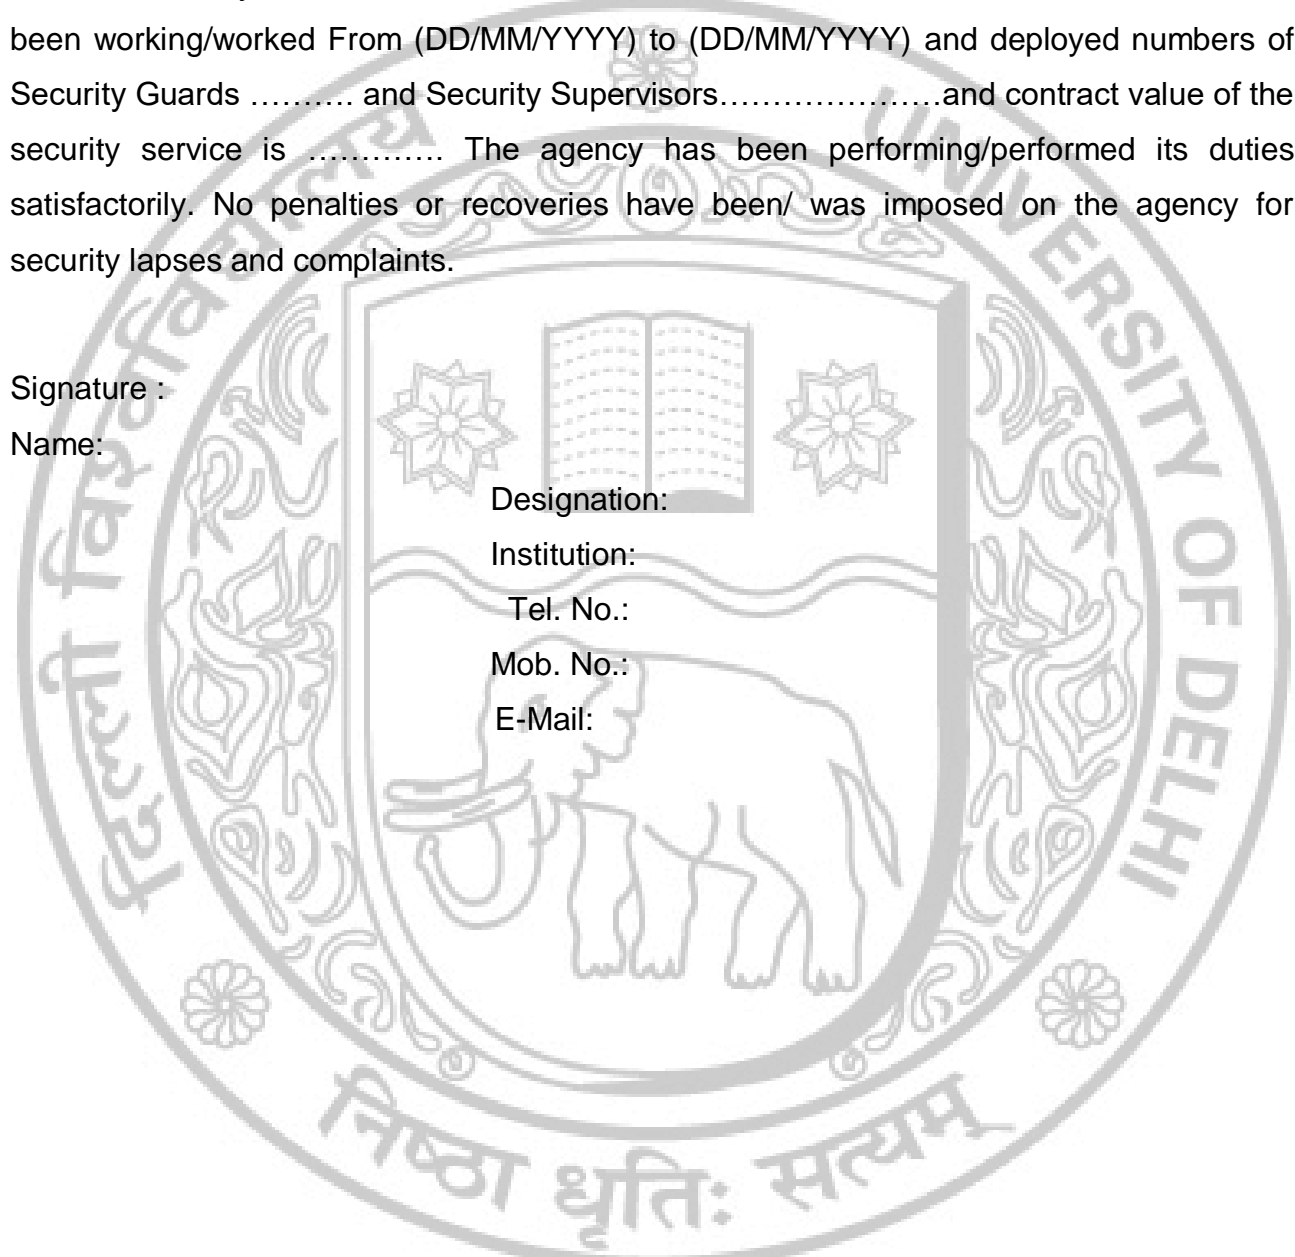 been working/worked From (DD/MM/YYYY) to (DD/MM/YYYY) and deployed numbers of
Security Guards ………. and Security Supervisors…………………and contract value of the
security service is …………. The agency has been performing/performed its duties
satisfactorily. No penalties or recoveries have been/ was imposed on the agency for
security lapses and complaints.
Signature :
Name:
Designation:
Institution:
Tel. No.:
Mob. No.:
E-Mail:
दिल्ली विश्वविद्यालय
UNIVERSITY OF DELHI
निष्ठा धृतिः सत्यम्